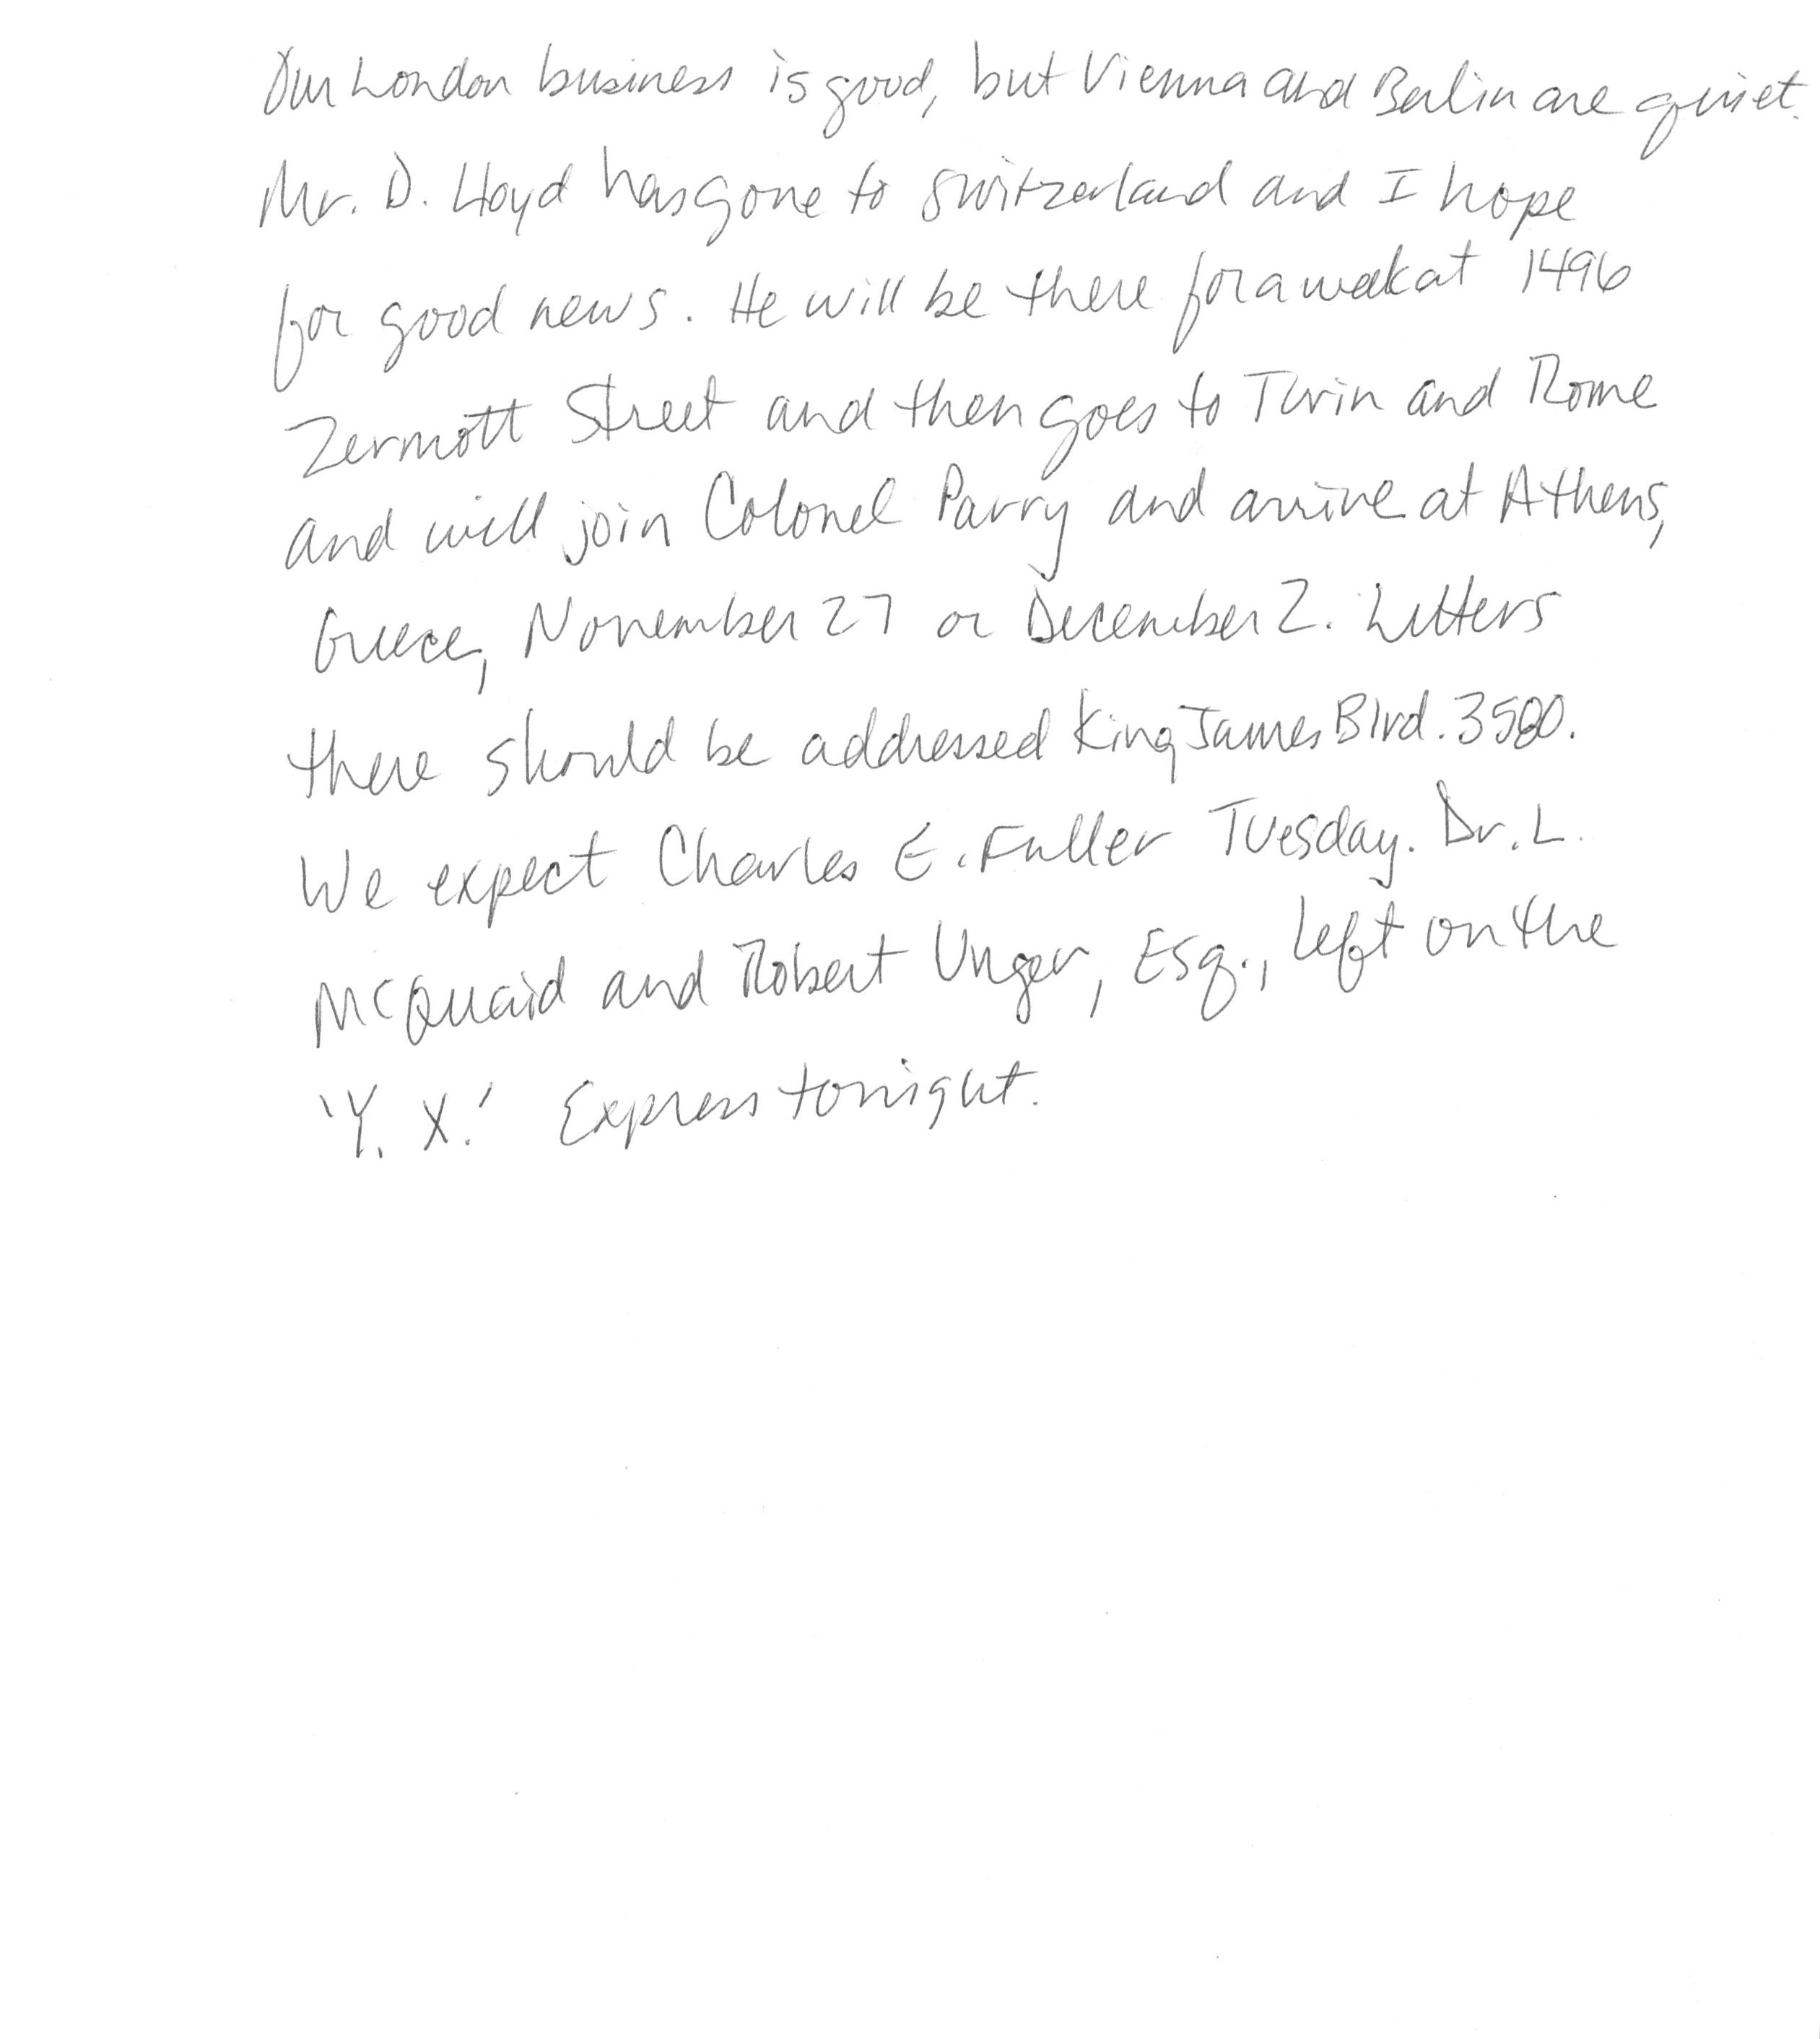 Our London business is good, but Vienna and Berlin are quiet.
Mr. D. Lloyd has gone to Switzerland and I hope
for good news. He will be there for a week at 1496
Zermott Street and then goes to Turin and Rome
and will join Colonel Parry and arrive at Athens,
Greece, November 27 or December 2. Letters
there should be addressed King James Blvd. 3580.
We expect Charles E. Fuller Tuesday. Dr. L.
McQuaid and Robert Unger, Esq., left on the
'Y. X.' Express tonight.